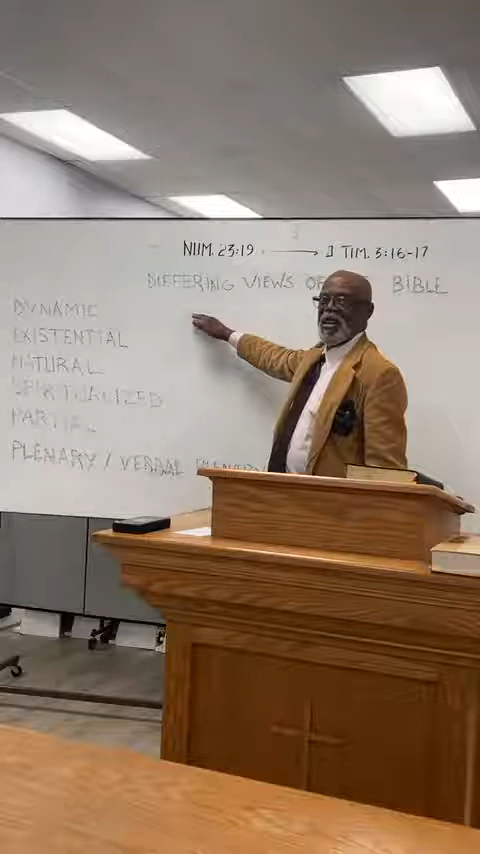 NUM. 23:19 → II TIM. 3:16-17
DIFFERING VIEWS OF BIBLE
DYNAMIC
EXISTENTIAL
NATURAL
SPIRITUALIZED
PARTIAL
PLENARY / VERBAL PLENARY